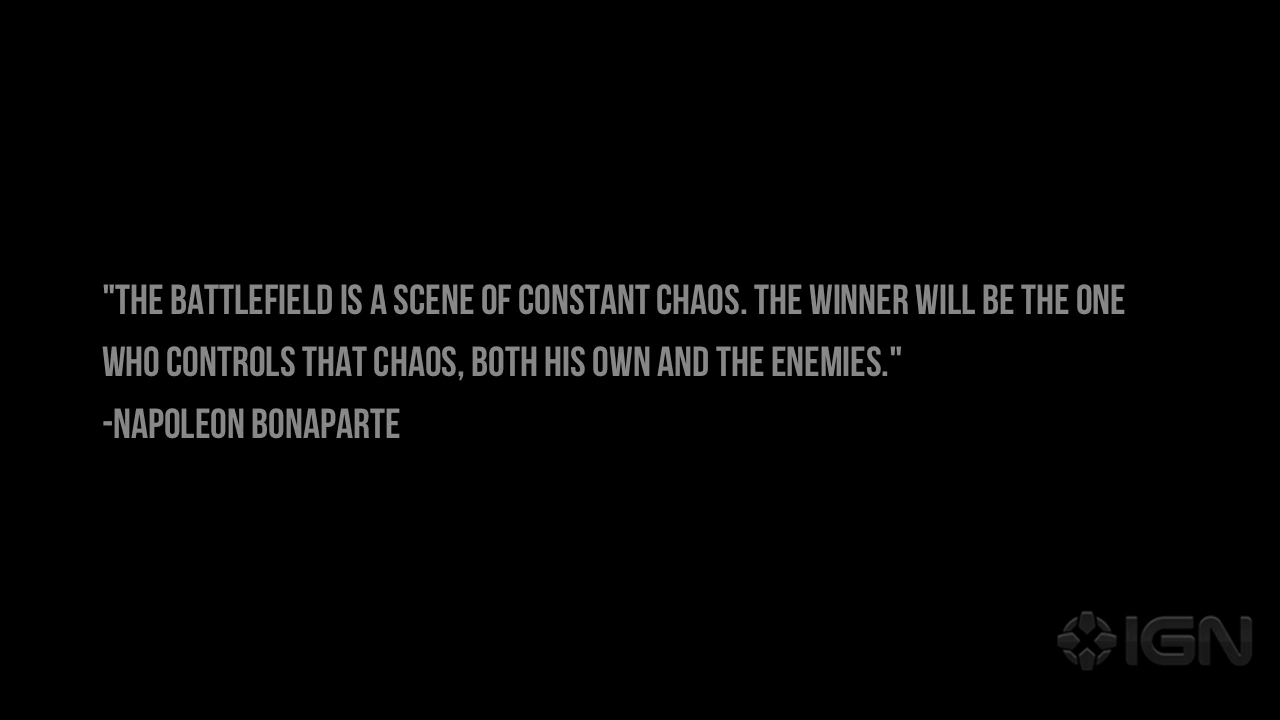 "THE BATTLEFIELD IS A SCENE OF CONSTANT CHAOS. THE WINNER WILL BE THE ONE
WHO CONTROLS THAT CHAOS, BOTH HIS OWN AND THE ENEMIES."
-NAPOLEON BONAPARTE
IGN